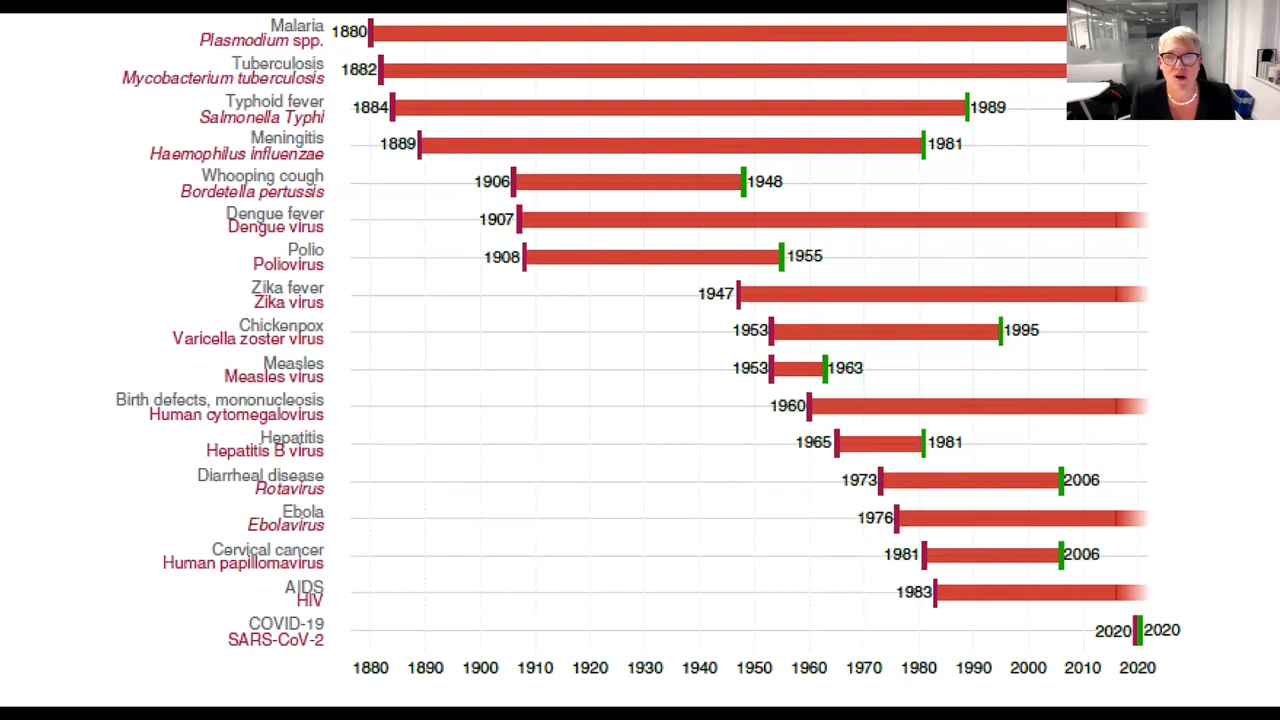 Malaria
Plasmodium spp.
1880
Tuberculosis
Mycobacterium tuberculosis
1882
Typhoid fever
Salmonella Typhi
1884 1989
Meningitis
Haemophilus influenzae
1889 1981
Whooping cough
Bordetella pertussis
1906 1948
Dengue fever
Dengue virus
1907
Polio
Poliovirus
1908 1955
Zika fever
Zika virus
1947
Chickenpox
Varicella zoster virus
1953 1995
Measles
Measles virus
1953 1963
Birth defects, mononucleosis
Human cytomegalovirus
1960
Hepatitis
Hepatitis B virus
1965 1981
Diarrheal disease
Rotavirus
1973 2006
Ebola
Ebolavirus
1976
Cervical cancer
Human papillomavirus
1981 2006
AIDS
HIV
1983
COVID-19
SARS-CoV-2
2020 2020
1880 1890 1900 1910 1920 1930 1940 1950 1960 1970 1980 1990 2000 2010 2020